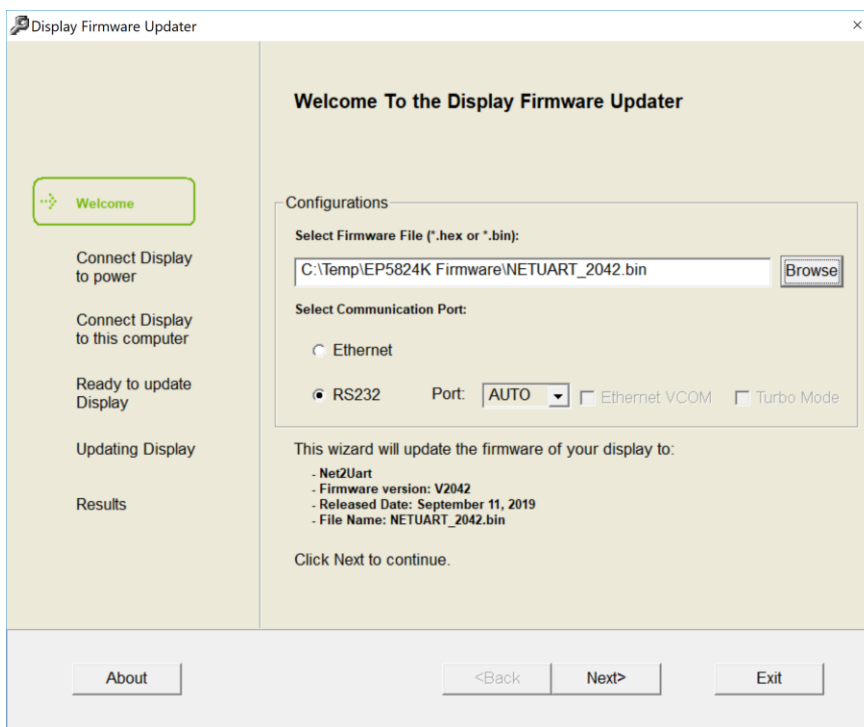 Display Firmware Updater
Welcome To the Display Firmware Updater
Welcome
Connect Display
to power
Connect Display
to this computer
Ready to update
Display
Updating Display
Results
Configurations
Select Firmware File (*.hex or *.bin):
C:\Temp\EP5824K Firmware\NETUART_2042.bin
Browse
Select Communication Port:
Ethernet
RS232 Port: AUTO Ethernet VCOM Turbo Mode
This wizard will update the firmware of your display to:
- Net2Uart
- Firmware version: V2042
- Released Date: September 11, 2019
- File Name: NETUART_2042.bin
Click Next to continue.
About <Back Next> Exit